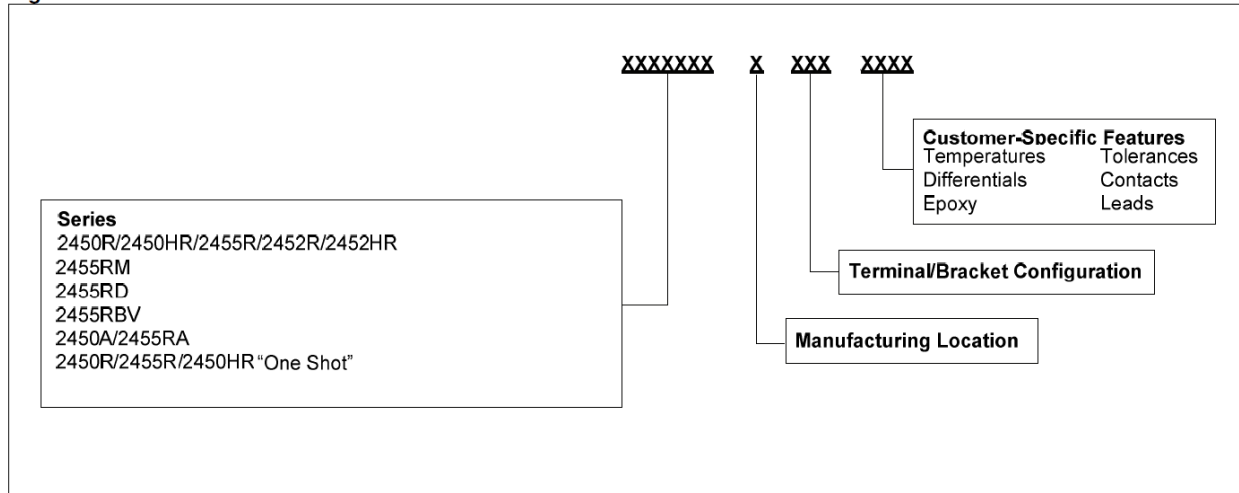 XXXXXXX X XXX XXXX
Customer-Specific Features
Temperatures Tolerances
Differentials Contacts
Epoxy Leads
Terminal/Bracket Configuration
Manufacturing Location
Series
2450R/2450HR/2455R/2452R/2452HR
2455RM
2455RD
2455RBV
2450A/2455RA
2450R/2455R/2450HR “One Shot”